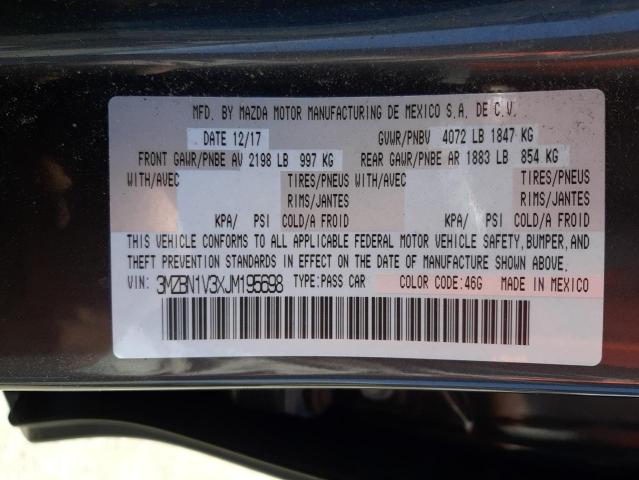 MFD. BY MAZDA MOTOR MANUFACTURING DE MEXICO S.A. DE C.V.
DATE 12/17 GVWR/PNBV 4072 LB 1847 KG
FRONT GAWR/PNBE AV 2198 LB 997 KG REAR GAWR/PNBE AR 1883 LB 854 KG
WITH/AVEC TIRES/PNEUS WITH/AVEC TIRES/PNEUS
RIMS/JANTES RIMS/JANTES
KPA/ PSI COLD/A FROID KPA/ PSI COLD/A FROID
THIS VEHICLE CONFORMS TO ALL APPLICABLE FEDERAL MOTOR VEHICLE SAFETY, BUMPER, AND
THEFT PREVENTION STANDARDS IN EFFECT ON THE DATE OF MANUFACTURE SHOWN ABOVE.
VIN: 3MZBN1V3XJM195698 TYPE: PASS CAR COLOR CODE: 46G MADE IN MEXICO